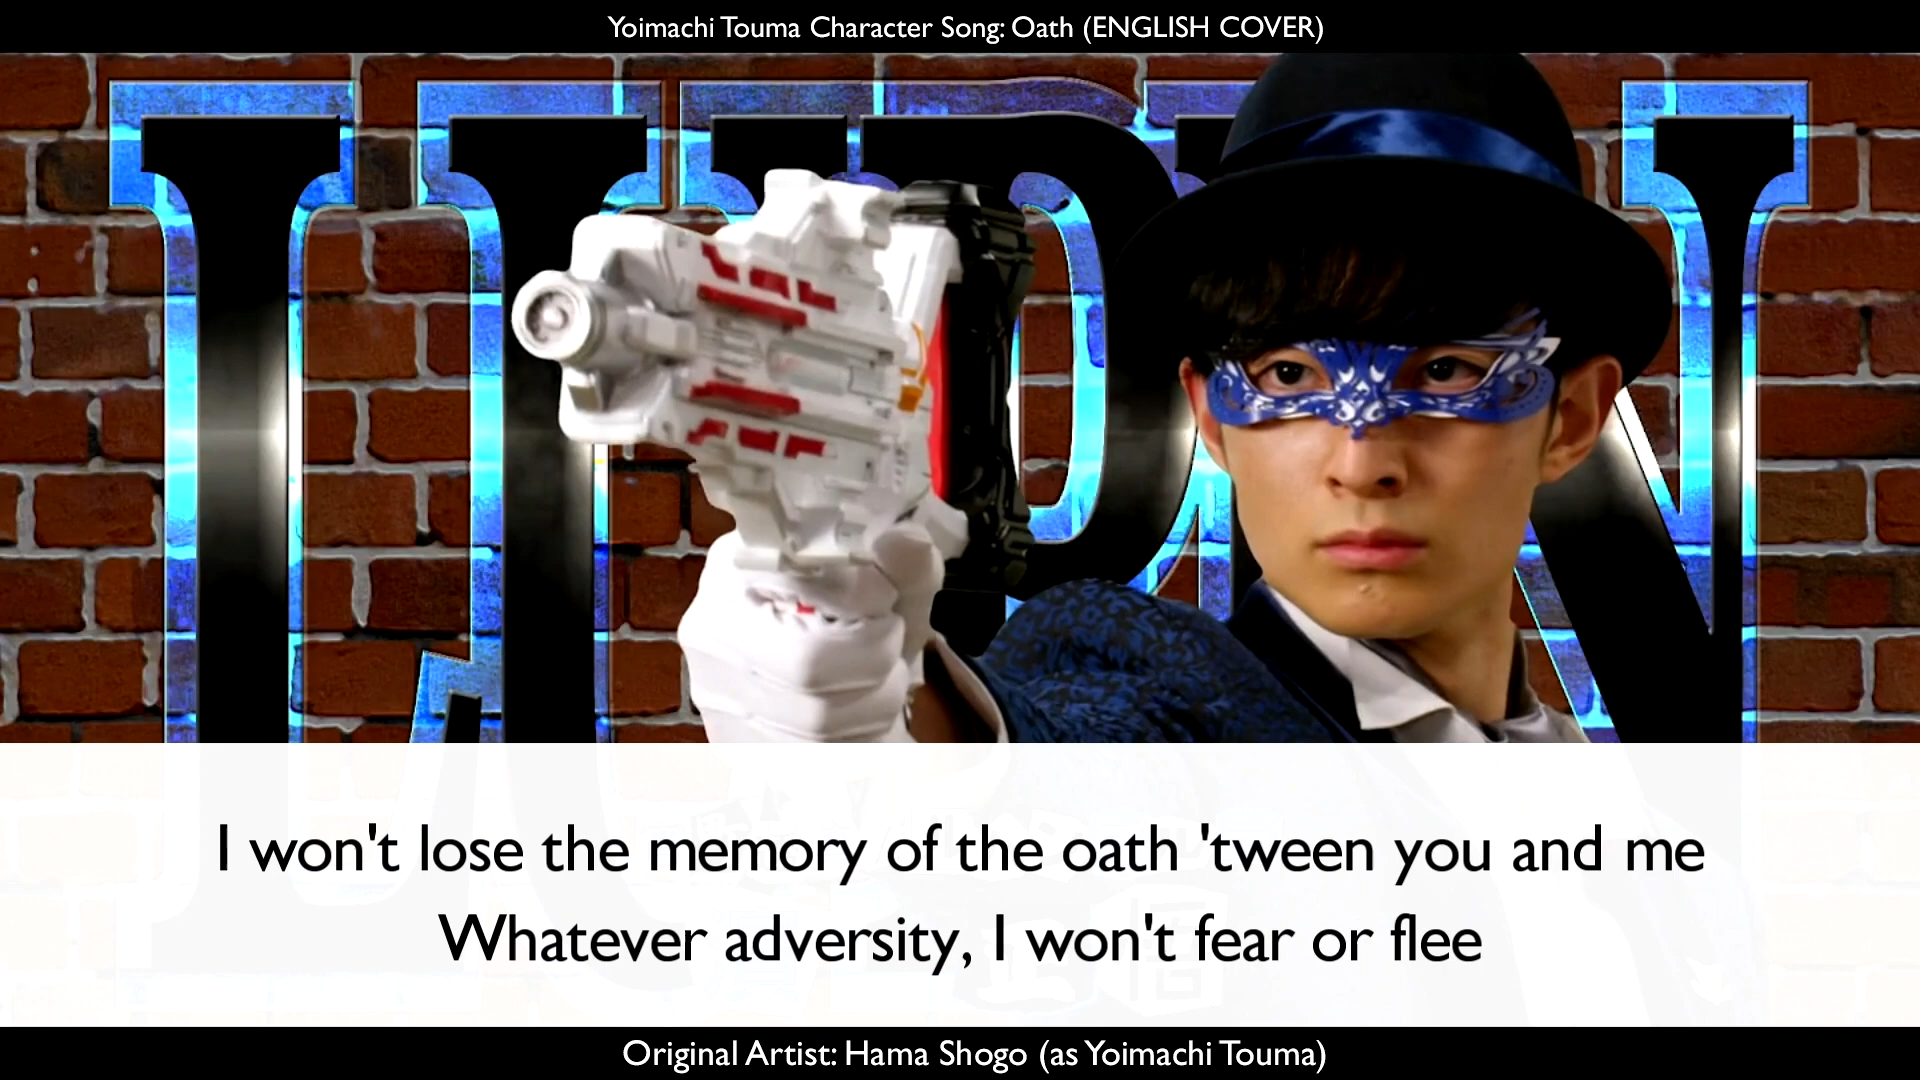 Yoimachi Touma Character Song: Oath (ENGLISH COVER)
LUPIN
I won't lose the memory of the oath 'tween you and me
Whatever adversity, I won't fear or flee
Original Artist: Hama Shogo (as Yoimachi Touma)